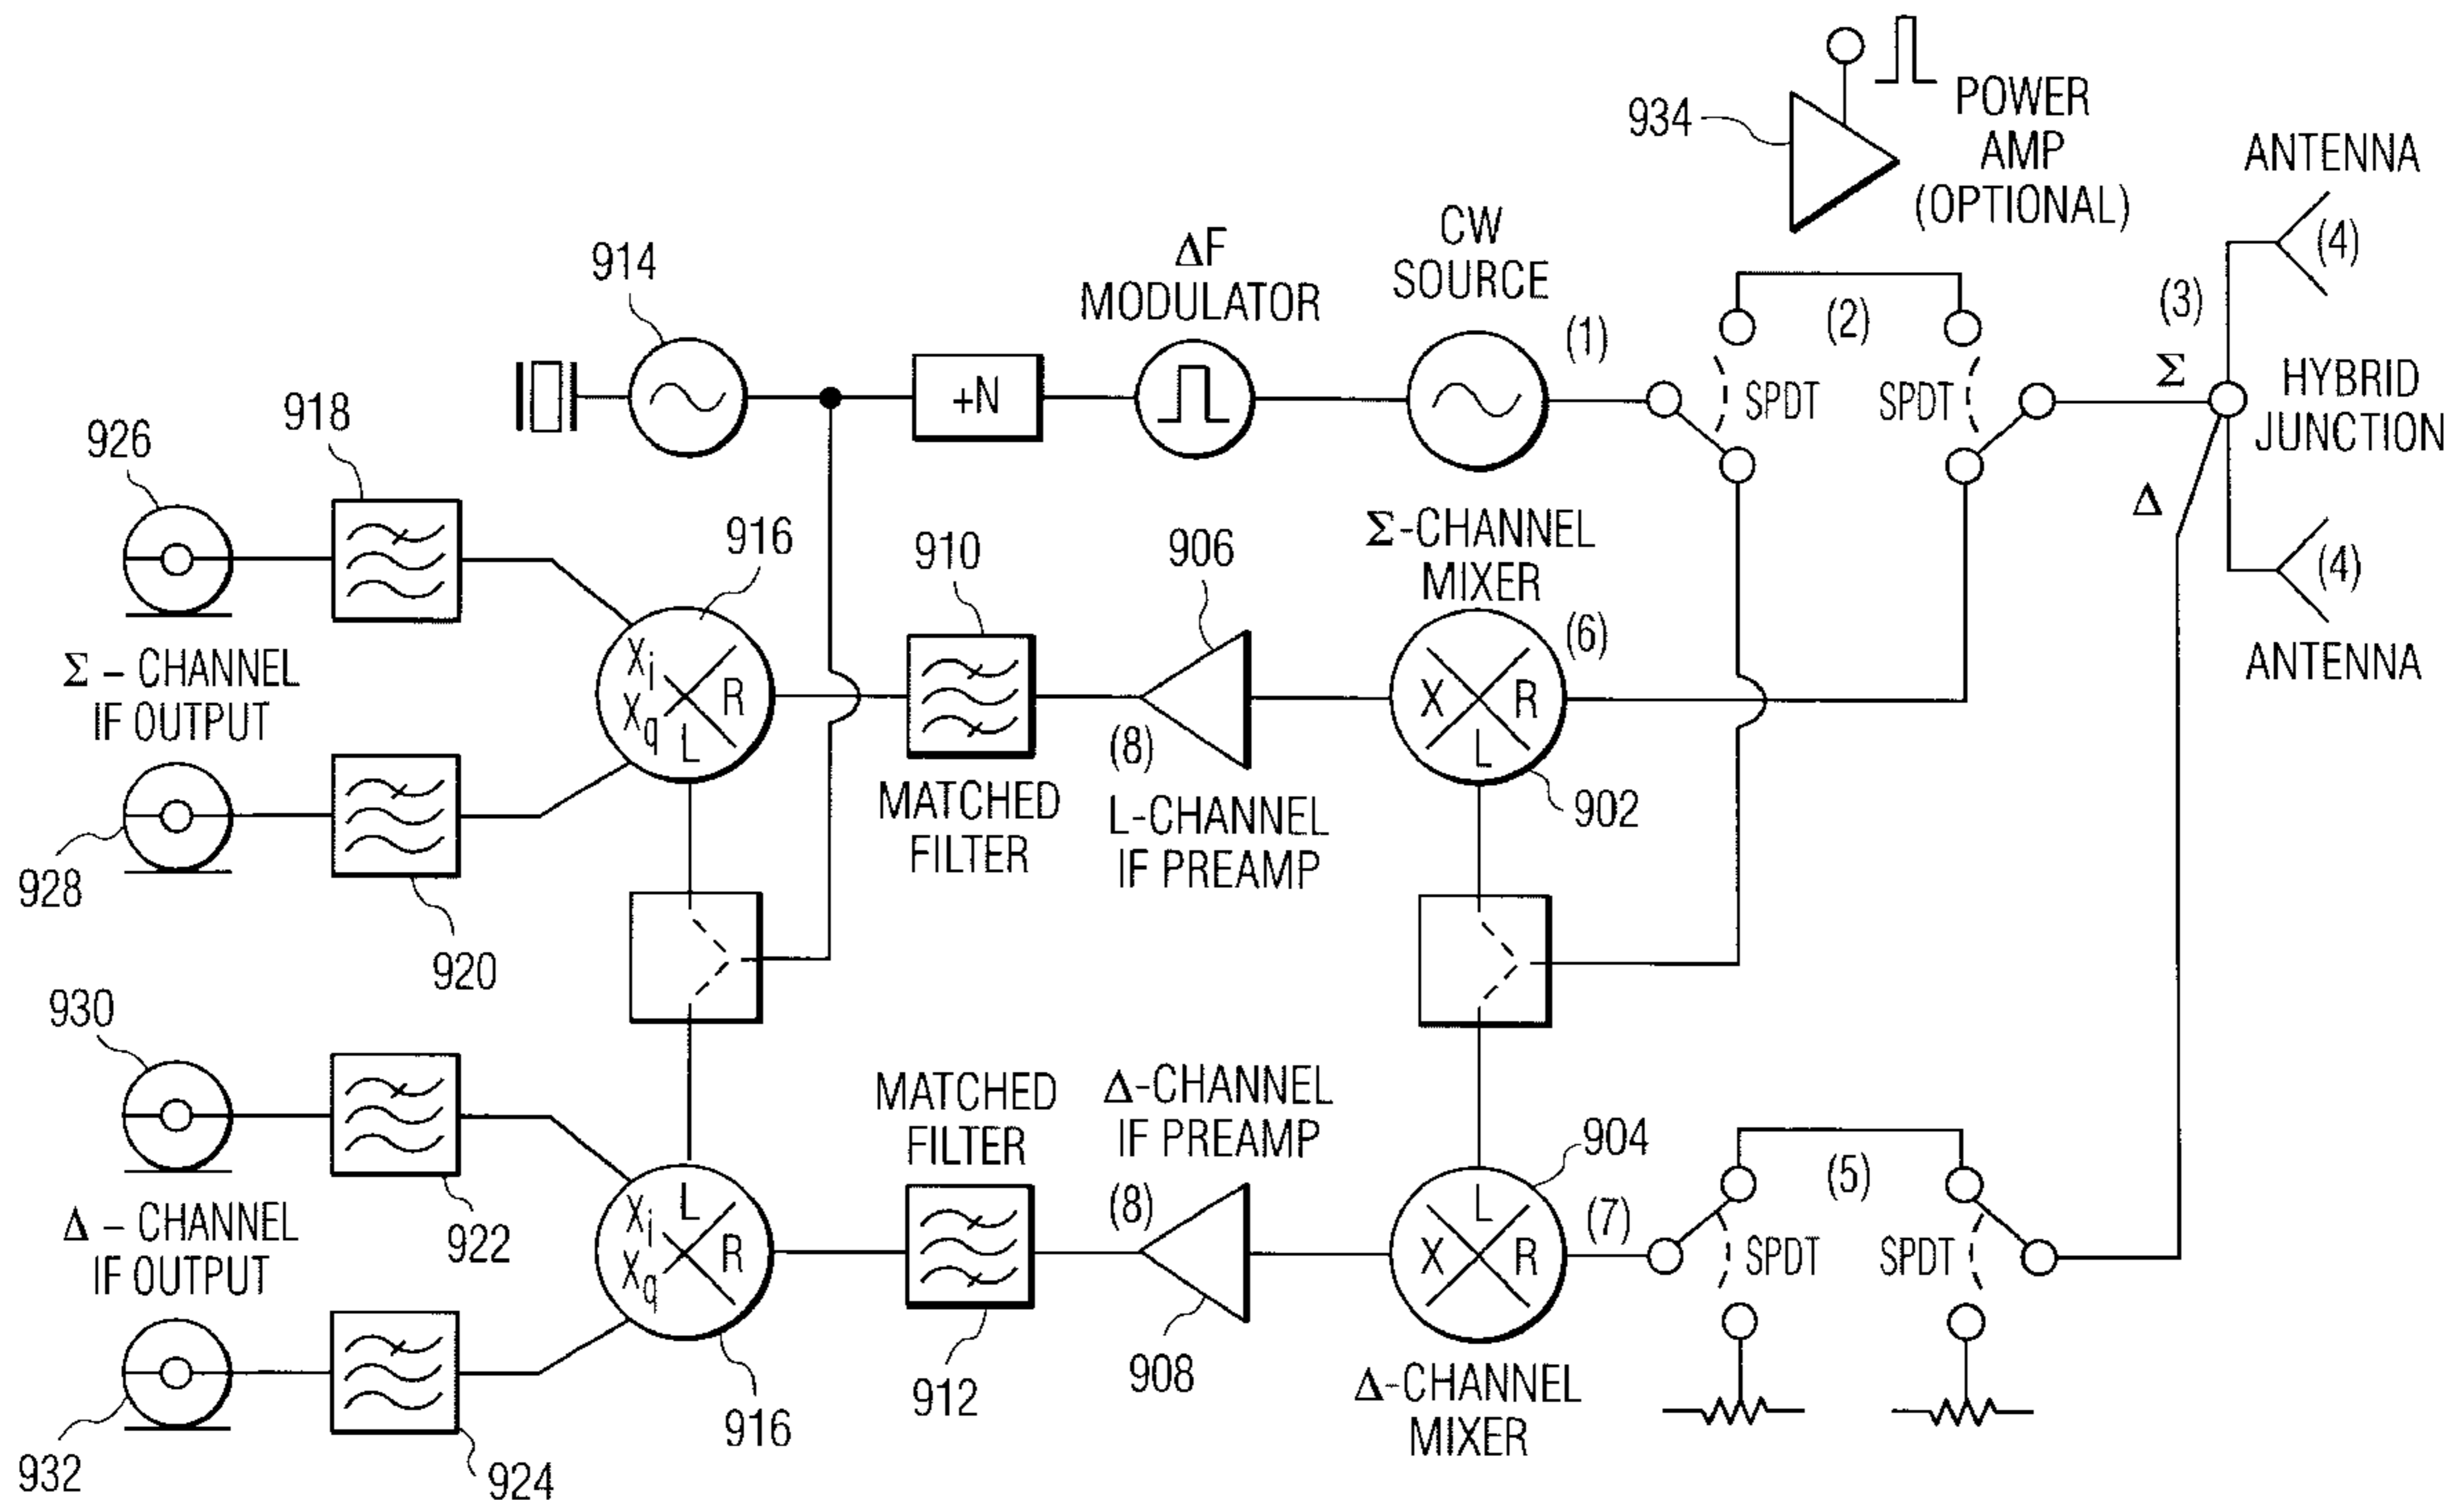 934
POWER
AMP
(OPTIONAL)
ANTENNA
(4)
914
ΔF
MODULATOR
CW
SOURCE
(1)
(2)
(3)
Σ
HYBRID
JUNCTION
+N
SPDT
SPDT
926
918
916
910
906
Σ-CHANNEL
MIXER
(6)
Δ
(4)
ANTENNA
Σ – CHANNEL
IF OUTPUT
Xi
Xq
R
L
(8)
X
R
L
902
MATCHED
FILTER
L-CHANNEL
IF PREAMP
928
920
930
MATCHED
FILTER
Δ-CHANNEL
IF PREAMP
904
(5)
Δ – CHANNEL
IF OUTPUT
922
Xi
Xq
L
R
(8)
X
L
R
(7)
SPDT
SPDT
912
908
Δ-CHANNEL
MIXER
916
932
924